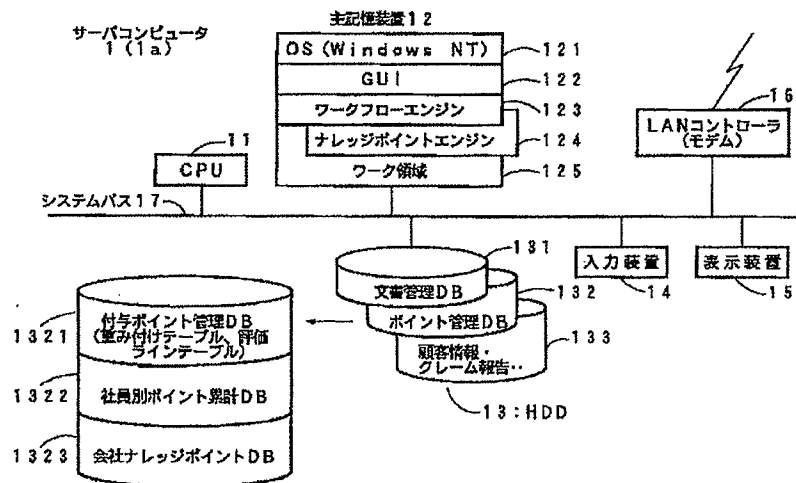 サーバコンピュータ
1(1a)
主記憶装置12
OS(Windows NT)
121
GUI
122
ワークフローエンジン
123
ナレッジポイントエンジン
124
ワーク領域
125
11
CPU
16
LANコントローラ
(モデム)
システムバス17
入力装置
14
表示装置
15
131
文書管理DB
132
ポイント管理DB
133
顧客情報・
クレーム報告‥
13:HDD
1321
付与ポイント管理DB
(重み付けテーブル、評価
ラインテーブル)
1322
社員別ポイント累計DB
1323
会社ナレッジポイントDB